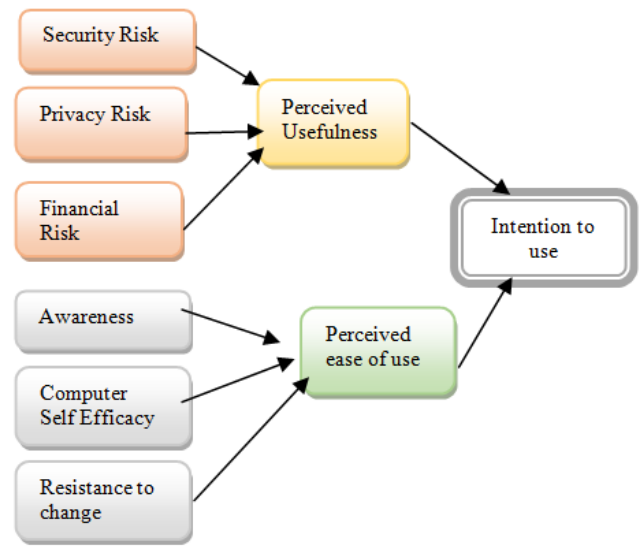 Security Risk
Privacy Risk
Financial
Risk
Perceived
Usefulness
Intention to
use
Awareness
Computer
Self Efficacy
Resistance to
change
Perceived
ease of use